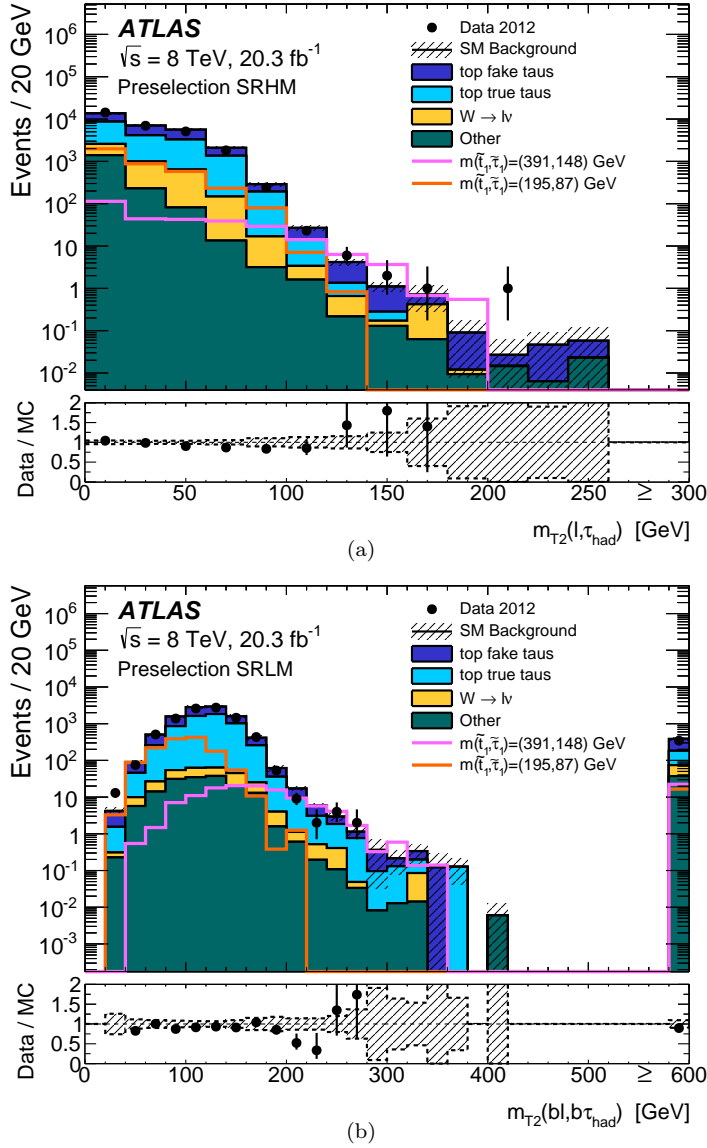 ATLAS
√s = 8 TeV, 20.3 fb⁻¹
Preselection SRHM
Data 2012
SM Background
top fake taus
top true taus
W → lν
Other
m(t̃₁,τ̃₁)=(391,148) GeV
m(t̃₁,τ̃₁)=(195,87) GeV
Events / 20 GeV
10⁶
10⁵
10⁴
10³
10²
10
1
10⁻¹
10⁻²
Data / MC
2
1.5
1
0.5
0
0 50 100 150 200 250 ≥ 300
m_T2(l,τ_had) [GeV]
(a)
ATLAS
√s = 8 TeV, 20.3 fb⁻¹
Preselection SRLM
Data 2012
SM Background
top fake taus
top true taus
W → lν
Other
m(t̃₁,τ̃₁)=(391,148) GeV
m(t̃₁,τ̃₁)=(195,87) GeV
Events / 20 GeV
10⁶
10⁵
10⁴
10³
10²
10
1
10⁻¹
10⁻²
10⁻³
Data / MC
2
1.5
1
0.5
0
0 100 200 300 400 500 ≥ 600
m_T2(bl,bτ_had) [GeV]
(b)